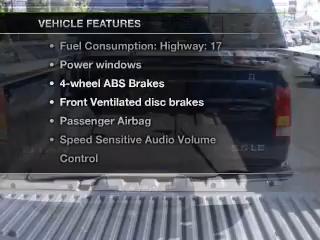 VEHICLE FEATURES
• Fuel Consumption: Highway: 17
• Power windows
• 4-wheel ABS Brakes
• Front Ventilated disc brakes
• Passenger Airbag
• Speed Sensitive Audio Volume
Control
SLE